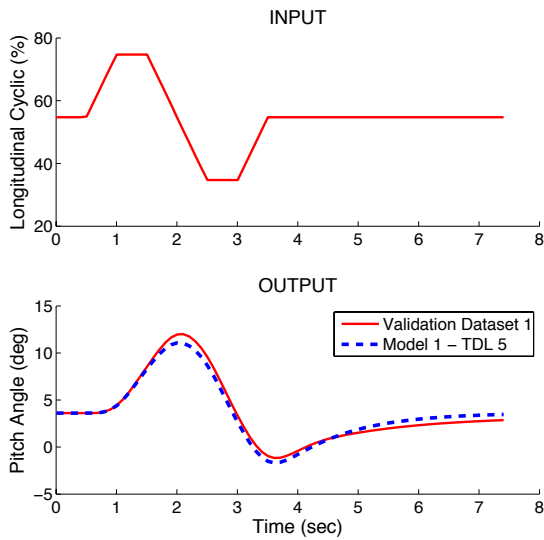 INPUT
Longitudinal Cyclic (%)
80
60
40
20
0 1 2 3 4 5 6 7 8
OUTPUT
Pitch Angle (deg)
15
10
5
0
−5
Validation Dataset 1
Model 1 − TDL 5
0 1 2 3 4 5 6 7 8
Time (sec)